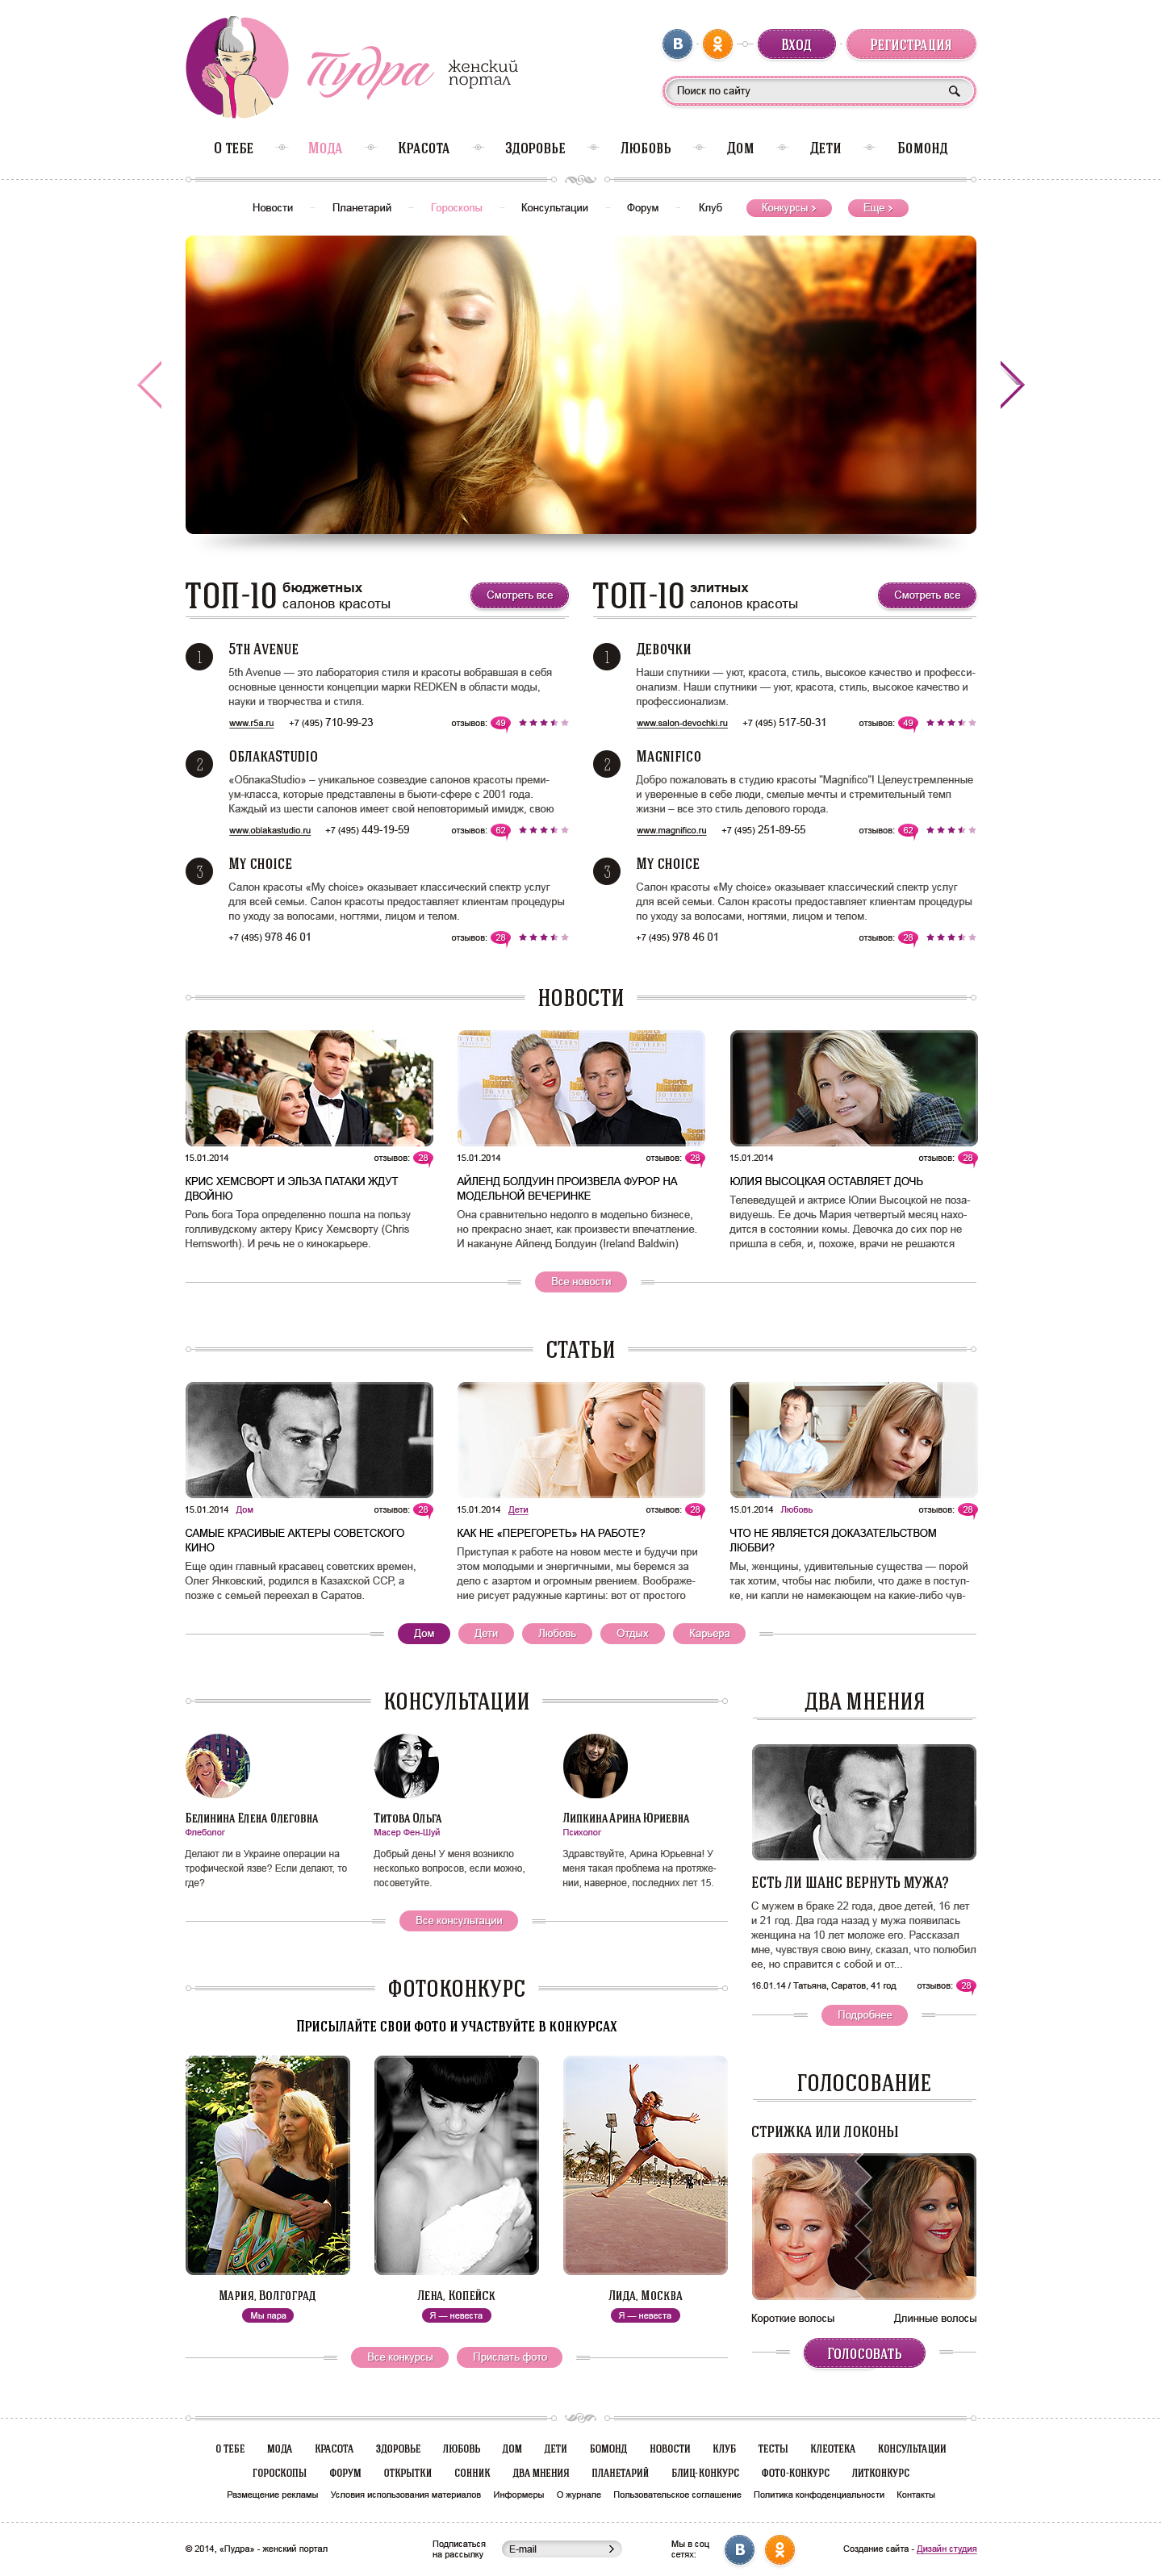 Пудра
женский
портал
В
Вход
Регистрация
Поиск по сайту
О тебе Мода Красота Здоровье Любовь Дом Дети Бомонд
Новости Планетарий Гороскопы Консультации Форум Клуб Конкурсы Еще
ТОП-10 бюджетных
салонов красоты
Смотреть все
1
5th Avenue
5th Avenue — это лаборатория стиля и красоты вобравшая в себя
основные ценности концепции марки REDKEN в области моды,
науки и творчества и стиля.
www.r5a.ru +7 (495) 710-99-23 отзывов: 49
2
ОблакаStudio
«ОблакаStudio» – уникальное созвездие салонов красоты преми-
ум-класса, которые представлены в бьюти-сфере с 2001 года.
Каждый из шести салонов имеет свой неповторимый имидж, свою
www.oblakastudio.ru +7 (495) 449-19-59 отзывов: 62
3
My choice
Салон красоты «My choice» оказывает классический спектр услуг
для всей семьи. Салон красоты предоставляет клиентам процедуры
по уходу за волосами, ногтями, лицом и телом.
+7 (495) 978 46 01 отзывов: 28
ТОП-10 элитных
салонов красоты
Смотреть все
1
Девочки
Наши спутники — уют, красота, стиль, высокое качество и професси-
онализм. Наши спутники — уют, красота, стиль, высокое качество и
профессионализм.
www.salon-devochki.ru +7 (495) 517-50-31 отзывов: 49
2
Magnifico
Добро пожаловать в студию красоты "Magnifico"! Целеустремленные
и уверенные в себе люди, смелые мечты и стремительный темп
жизни – все это стиль делового города.
www.magnifico.ru +7 (495) 251-89-55 отзывов: 62
3
My choice
Салон красоты «My choice» оказывает классический спектр услуг
для всей семьи. Салон красоты предоставляет клиентам процедуры
по уходу за волосами, ногтями, лицом и телом.
+7 (495) 978 46 01 отзывов: 28
НОВОСТИ
15.01.2014 отзывов: 28
КРИС ХЕМСВОРТ И ЭЛЬЗА ПАТАКИ ЖДУТ
ДВОЙНЮ
Роль бога Тора определенно пошла на пользу
голливудскому актеру Крису Хемсворту (Chris
Hemsworth). И речь не о кинокарьере.
Sports
Illustrated
50 YEARS
15.01.2014 отзывов: 28
АЙЛЕНД БОЛДУИН ПРОИЗВЕЛА ФУРОР НА
МОДЕЛЬНОЙ ВЕЧЕРИНКЕ
Она сравнительно недолго в модельно бизнесе,
но прекрасно знает, как произвести впечатление.
И накануне Айленд Болдуин (Ireland Baldwin)
15.01.2014 отзывов: 28
ЮЛИЯ ВЫСОЦКАЯ ОСТАВЛЯЕТ ДОЧЬ
Телеведущей и актрисе Юлии Высоцкой не поза-
видуешь. Ее дочь Мария четвертый месяц нахо-
дится в состоянии комы. Девочка до сих пор не
пришла в себя, и, похоже, врачи не решаются
Все новости
СТАТЬИ
15.01.2014 Дом отзывов: 28
САМЫЕ КРАСИВЫЕ АКТЕРЫ СОВЕТСКОГО
КИНО
Еще один главный красавец советских времен,
Олег Янковский, родился в Казахской ССР, а
позже с семьей переехал в Саратов.
15.01.2014 Дети отзывов: 28
КАК НЕ «ПЕРЕГОРЕТЬ» НА РАБОТЕ?
Приступая к работе на новом месте и будучи при
этом молодыми и энергичными, мы беремся за
дело с азартом и огромным рвением. Воображе-
ние рисует радужные картины: вот от простого
15.01.2014 Любовь отзывов: 28
ЧТО НЕ ЯВЛЯЕТСЯ ДОКАЗАТЕЛЬСТВОМ
ЛЮБВИ?
Мы, женщины, удивительные существа — порой
так хотим, чтобы нас любили, что даже в поступ-
ке, ни капли не намекающем на какие-либо чув-
Дом Дети Любовь Отдых Карьера
КОНСУЛЬТАЦИИ
Белинина Елена Олеговна
Флеболог
Делают ли в Украине операции на
трофической язве? Если делают, то
где?
Титова Ольга
Масер Фен-Шуй
Добрый день! У меня возникло
несколько вопросов, если можно,
посоветуйте.
Липкина Арина Юриевна
Психолог
Здравствуйте, Арина Юрьевна! У
меня такая проблема на протяже-
нии, наверное, последних лет 15.
Все консультации
ДВА МНЕНИЯ
ЕСТЬ ЛИ ШАНС ВЕРНУТЬ МУЖА?
С мужем в браке 22 года, двое детей, 16 лет
и 21 год. Два года назад у мужа появилась
женщина на 10 лет моложе его. Рассказал
мне, чувствуя свою вину, сказал, что полюбил
ее, но справится с собой и от...
16.01.14 / Татьяна, Саратов, 41 год отзывов: 28
Подробнее
ФОТОКОНКУРС
Присылайте свои фото и участвуйте в конкурсах
Мария, Волгоград
Мы пара
Лена, Копейск
Я — невеста
Лида, Москва
Я — невеста
Все конкурсы Прислать фото
ГОЛОСОВАНИЕ
СТРИЖКА ИЛИ ЛОКОНЫ
Короткие волосы Длинные волосы
Голосовать
О ТЕБЕ МОДА КРАСОТА ЗДОРОВЬЕ ЛЮБОВЬ ДОМ ДЕТИ БОМОНД НОВОСТИ КЛУБ ТЕСТЫ КЛЕОТЕКА КОНСУЛЬТАЦИИ
ГОРОСКОПЫ ФОРУМ ОТКРЫТКИ СОННИК ДВА МНЕНИЯ ПЛАНЕТАРИЙ БЛИЦ-КОНКУРС ФОТО-КОНКУРС ЛИТКОНКУРС
Размещение рекламы Условия использования материалов Информеры О журнале Пользовательское соглашение Политика конфоденциальности Контакты
© 2014, «Пудра» - женский портал
Подписаться
на рассылку
E-mail
Мы в соц
сетях:
В
Создание сайта - Дизайн студия